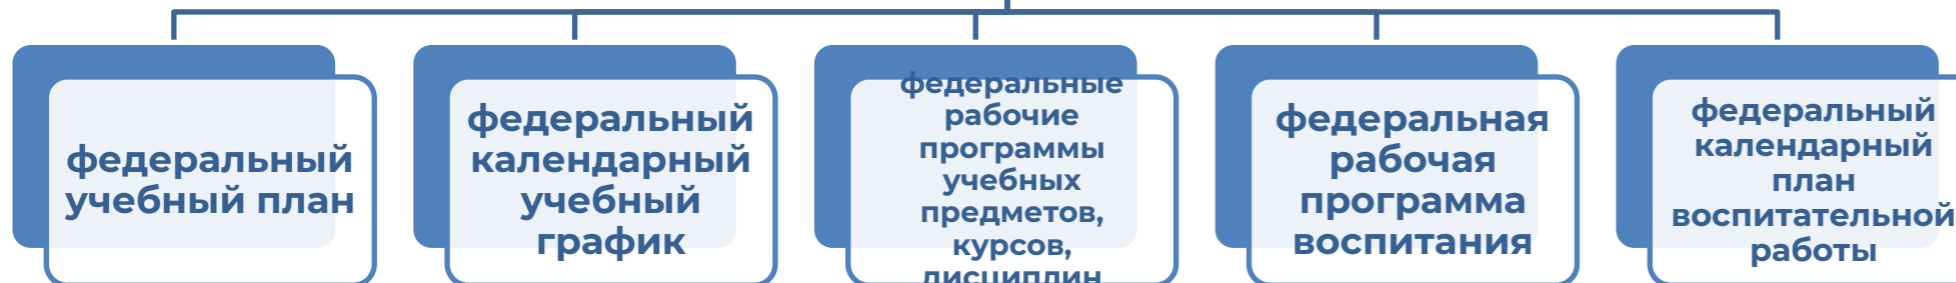 федеральный
учебный план
федеральный
календарный
учебный
график
федеральные
рабочие
программы
учебных
предметов,
курсов,
дисциплин
федеральная
рабочая
программа
воспитания
федеральный
календарный
план
воспитательной
работы